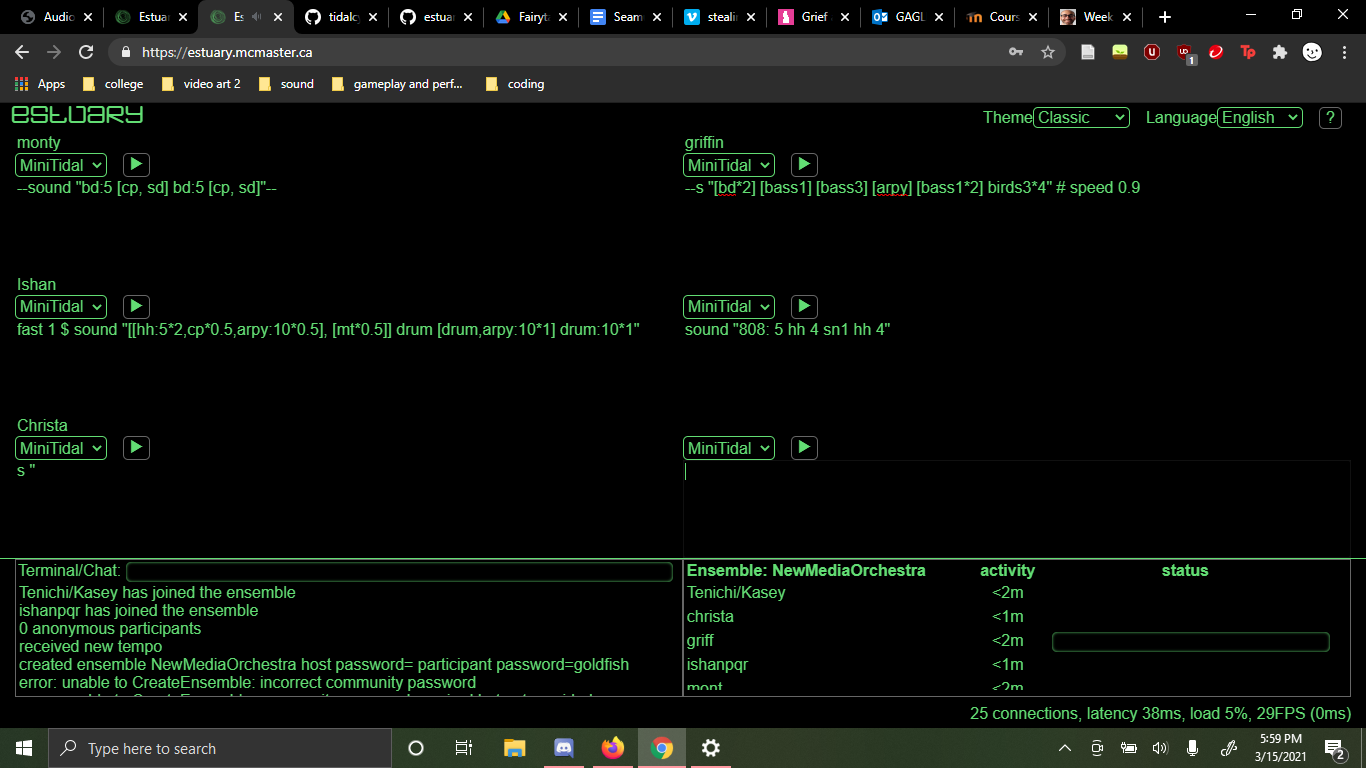 Audio
Estuar
Es
tidalcy
estuar
Fairyta
Seam
stealin
Grief
GAGL
Cours
Week
https://estuary.mcmaster.ca
1
Apps
college
video art 2
sound
gameplay and perf...
coding
estuary
Theme Classic
Language English
?
monty
MiniTidal
--sound "bd:5 [cp, sd] bd:5 [cp, sd]"--
griffin
MiniTidal
--s "[bd*2] [bass1] [bass3] [arpy] [bass1*2] birds3*4" # speed 0.9
Ishan
MiniTidal
fast 1 $ sound "[[hh:5*2,cp*0.5,arpy:10*0.5], [mt*0.5]] drum [drum,arpy:10*1] drum:10*1"
MiniTidal
sound "808: 5 hh 4 sn1 hh 4"
Christa
MiniTidal
s "
MiniTidal
Terminal/Chat:
Tenichi/Kasey has joined the ensemble
ishanpqr has joined the ensemble
0 anonymous participants
received new tempo
created ensemble NewMediaOrchestra host password= participant password=goldfish
error: unable to CreateEnsemble: incorrect community password
Ensemble: NewMediaOrchestra activity status
Tenichi/Kasey <2m
christa <1m
griff <2m
ishanpqr <1m
mont <2m
25 connections, latency 38ms, load 5%, 29FPS (0ms)
Type here to search
5:59 PM
3/15/2021
2